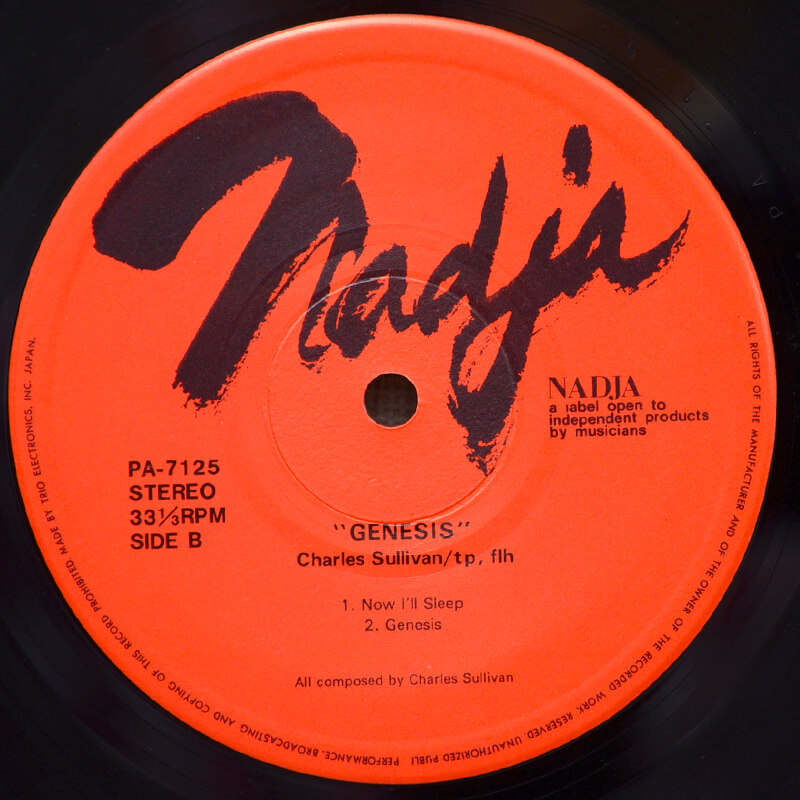 Nadja
NADJA
a label open to
independent products
by musicians
PA-7125
STEREO
33⅓RPM
SIDE B
"GENESIS"
Charles Sullivan/tp, flh
1. Now I'll Sleep
2. Genesis
All composed by Charles Sullivan
ALL RIGHTS OF THE MANUFACTURER AND OF THE OWNER OF THE RECORDED WORK RESERVED. UNAUTHORIZED PUBLI PERFORMANCE, BROADCASTING AND COPYING OF THIS RECORD PROHIBITED. MADE BY TRIO ELECTRONICS, INC. JAPAN.